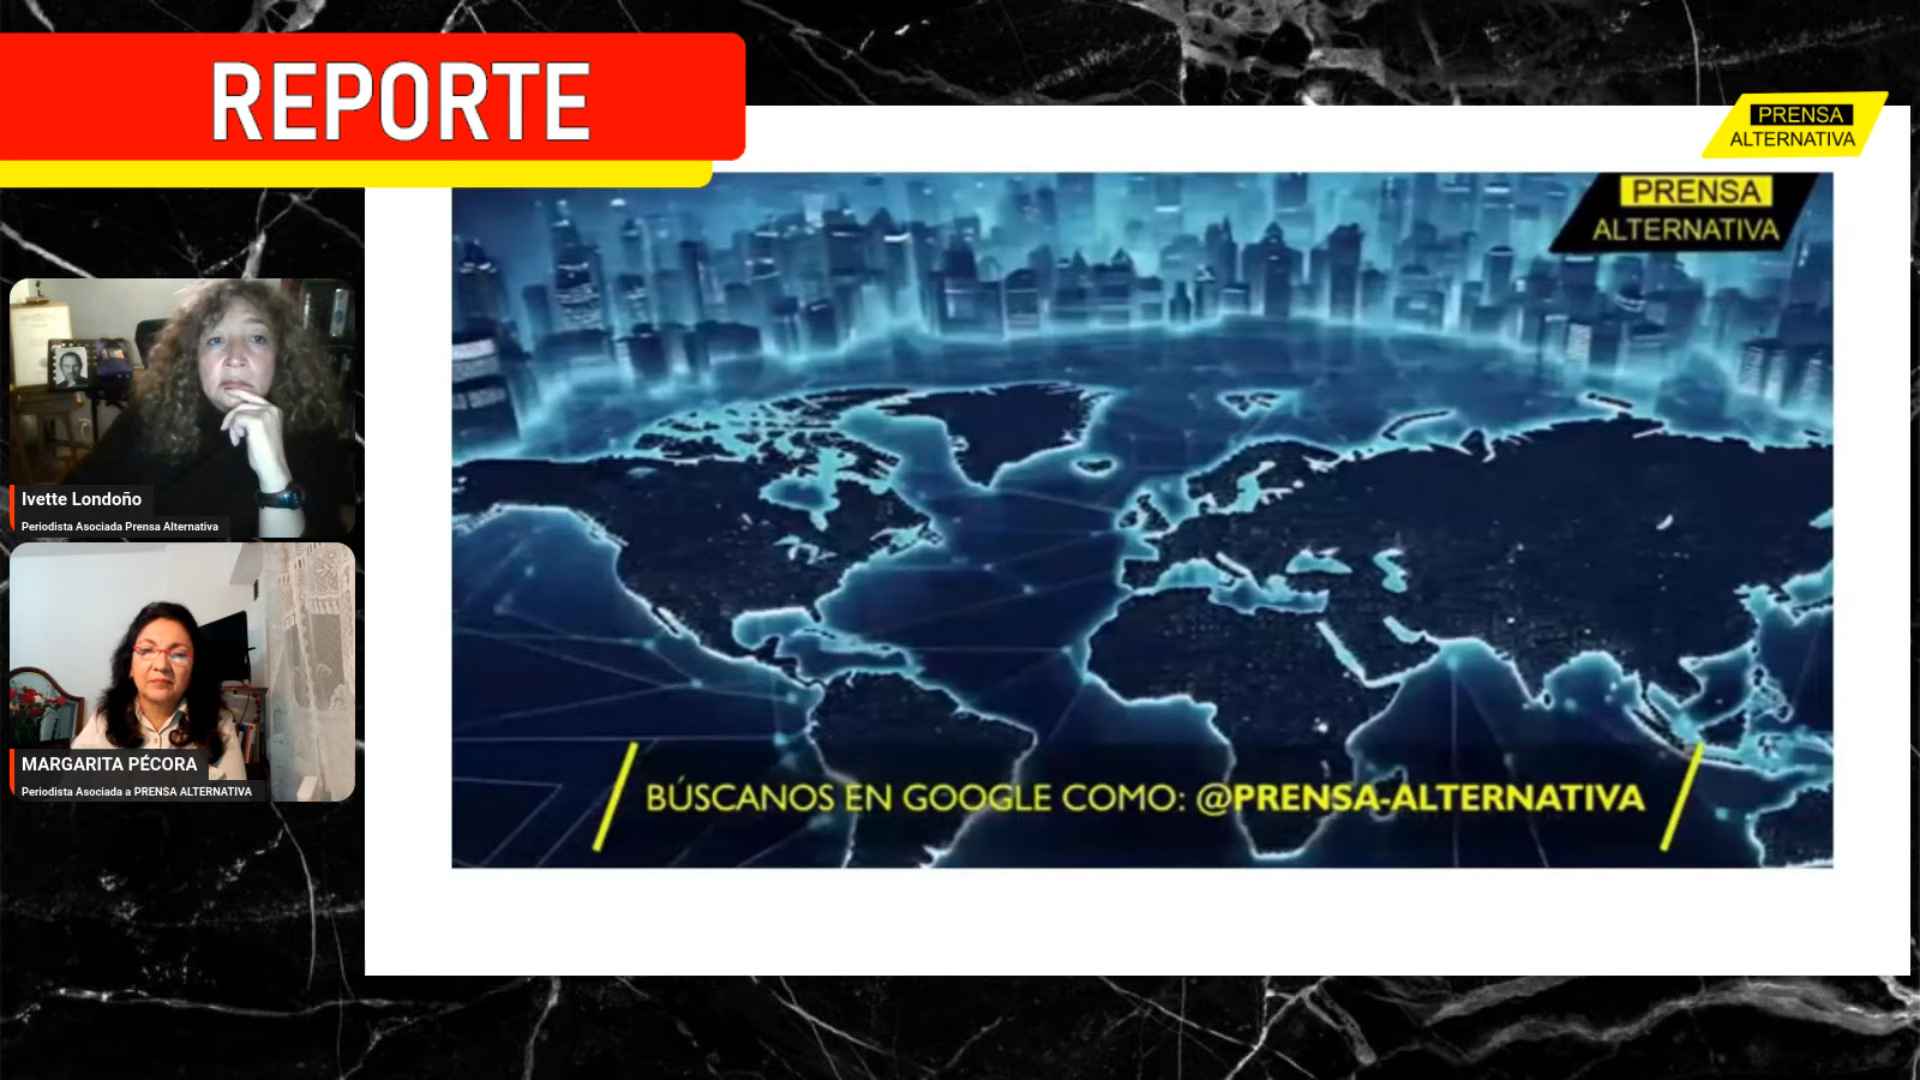 REPORTE
PRENSA
ALTERNATIVA
PRENSA
ALTERNATIVA
Ivette Londoño
Periodista Asociada Prensa Alternativa
MARGARITA PÉCORA
Periodista Asociada a PRENSA ALTERNATIVA
BÚSCANOS EN GOOGLE COMO: @PRENSA-ALTERNATIVA